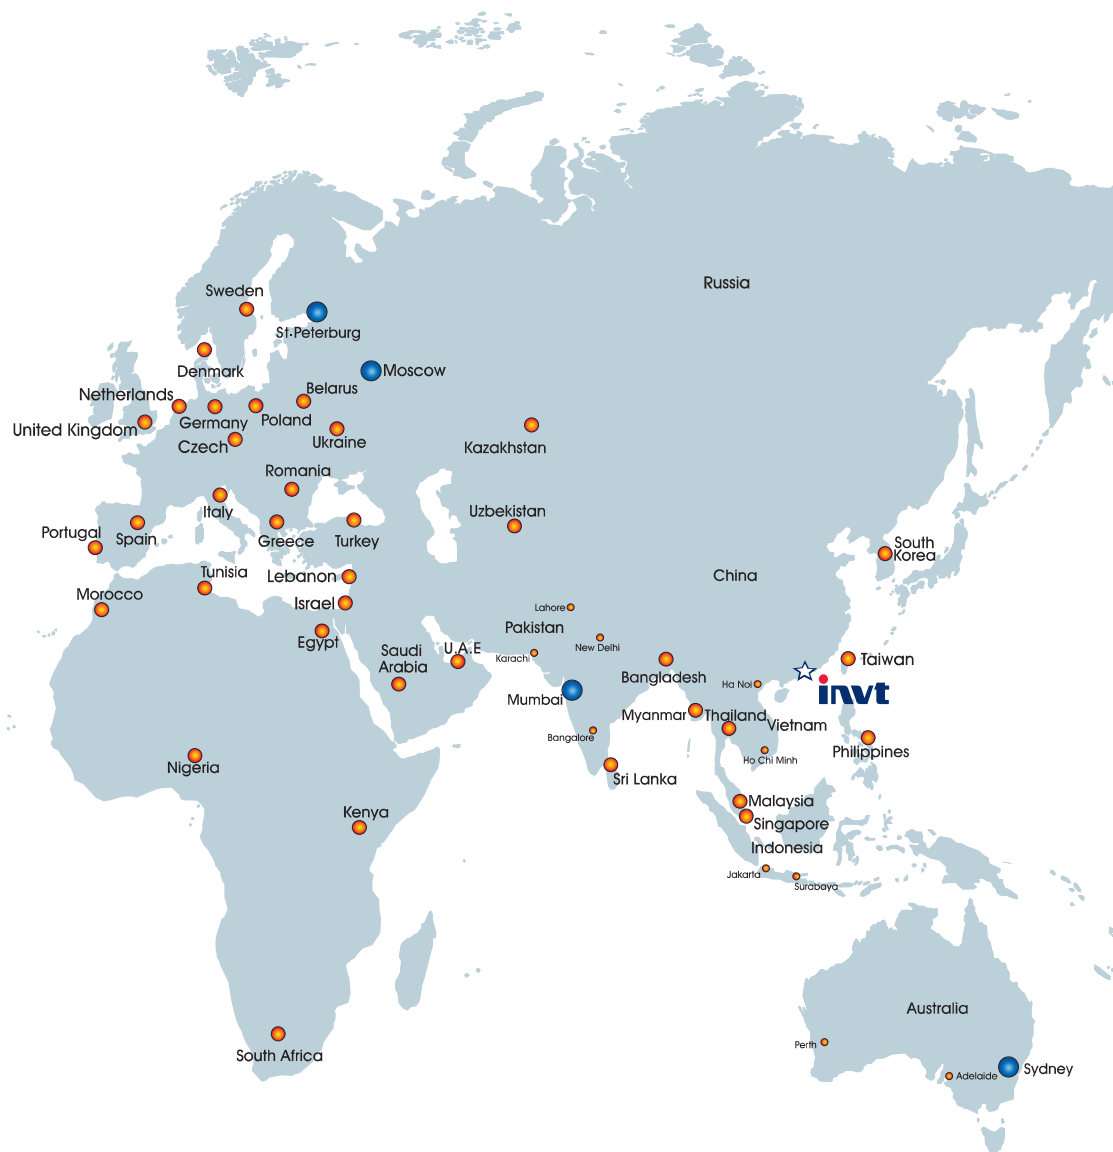 Russia
Sweden
St.Peterburg
Denmark
Moscow
Netherlands
Belarus
United Kingdom
Germany
Poland
Czech
Ukraine
Kazakhstan
Romania
Italy
Uzbekistan
Portugal
Spain
Greece
Turkey
South
Korea
Tunisia
Lebanon
China
Morocco
Israel
Lahore
Pakistan
Egypt
New Delhi
Saudi
Arabia
U.A.E
Karachi
Taiwan
Bangladesh
Ha Noi
invt
Mumbai
Myanmar
Thailand
Vietnam
Bangalore
Philippines
Ho Chi Minh
Nigeria
Sri Lanka
Malaysia
Kenya
Singapore
Indonesia
Jakarta
Surabaya
Australia
Perth
South Africa
Adelaide
Sydney